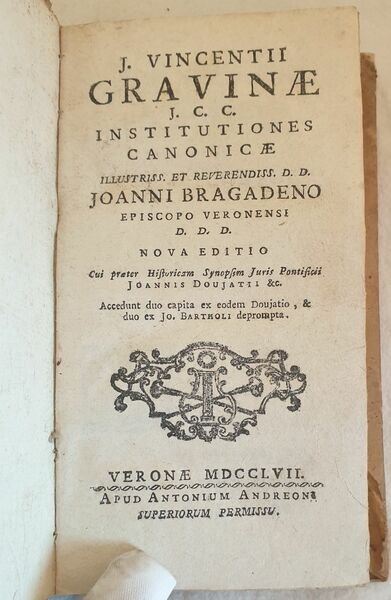 J. VINCENTII
GRAVINÆ
J. C. C.
INSTITUTIONES
CANONICÆ
ILLUSTRISS. ET REVERENDISS. D. D.
JOANNI BRAGADENO
EPISCOPO VERONENSI
D. D. D.
NOVA EDITIO
Cui præter Historicam Synopsim Juris Pontificii
JOANNIS DOUJATII &c.
Accedunt duo capita ex eodem Doujatio, &
duo ex JO. BARTHOLI deprompta.
VERONÆ MDCCLVII.
APUD ANTONIUM ANDREONI
SUPERIORUM PERMISSU.